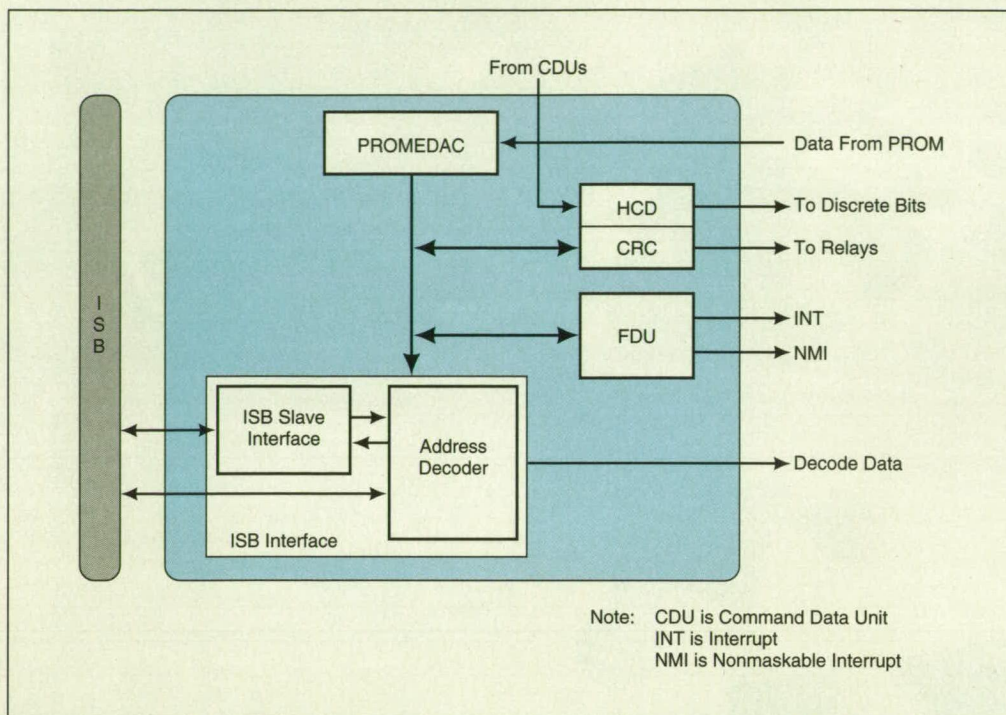 From CDUs
PROMEDAC
Data From PROM
HCD
To Discrete Bits
CRC
To Relays
I
S
B
FDU
INT
NMI
ISB Slave
Interface
Address
Decoder
Decode Data
ISB Interface
Note: CDU is Command Data Unit
INT is Interrupt
NMI is Nonmaskable Interrupt